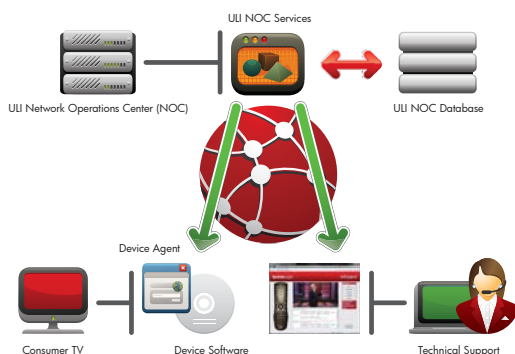 ULI NOC Services
ULI Network Operations Center (NOC)
ULI NOC Database
Device Agent
Consumer TV
Device Software
Technical Support